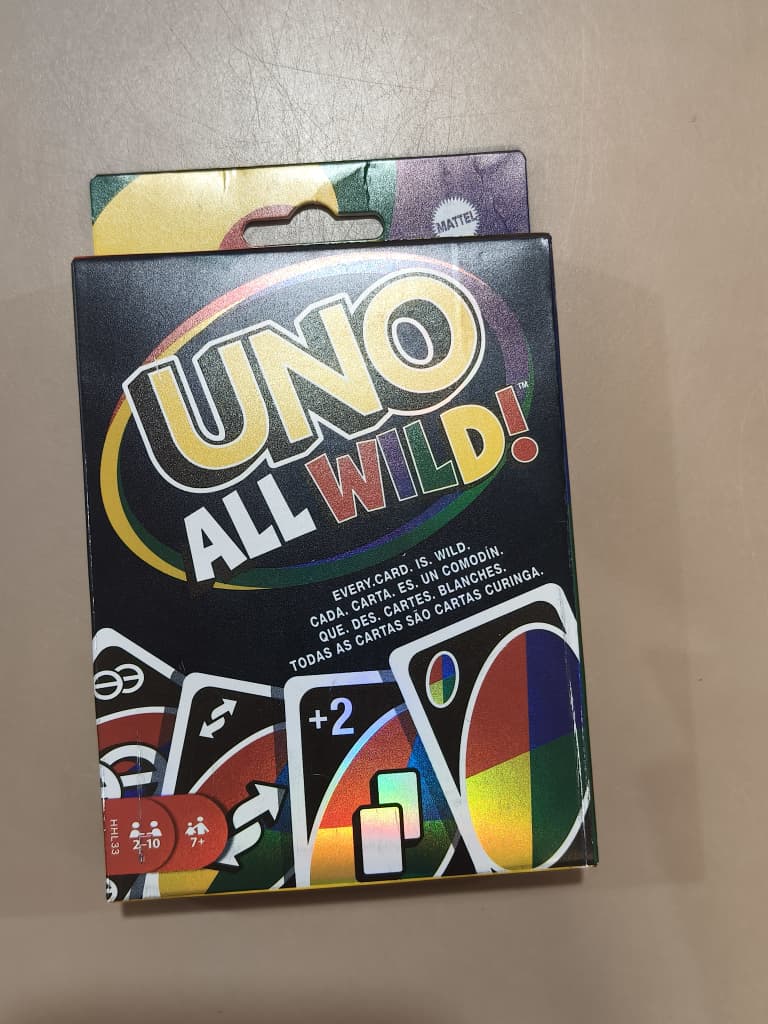 MATTEL
UNO
TM
ALL WILD!
EVERY.CARD. IS. WILD.
CADA. CARTA. ES. UN COMODÍN.
QUE. DES. CARTES. BLANCHES.
TODAS AS CARTAS SÃO CARTAS CURINGA.
+2
HHL33
2-10
7+